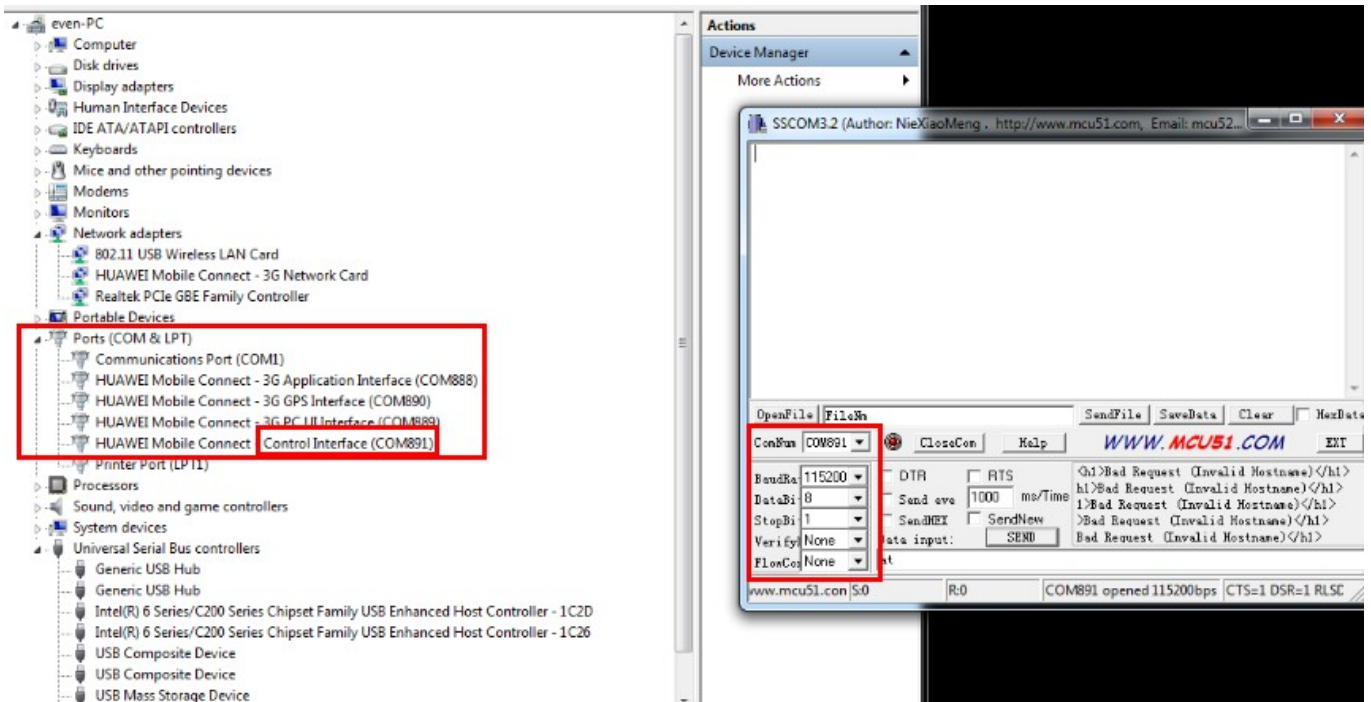 even-PC
Computer
Disk drives
Display adapters
Human Interface Devices
IDE ATA/ATAPI controllers
Keyboards
Mice and other pointing devices
Modems
Monitors
Network adapters
802.11 USB Wireless LAN Card
HUAWEI Mobile Connect - 3G Network Card
Realtek PCIe GBE Family Controller
Portable Devices
Ports (COM & LPT)
Communications Port (COM1)
HUAWEI Mobile Connect - 3G Application Interface (COM888)
HUAWEI Mobile Connect - 3G GPS Interface (COM890)
HUAWEI Mobile Connect - 3G PC UI Interface (COM889)
HUAWEI Mobile Connect - Control Interface (COM891)
Printer Port (LPT1)
Processors
Sound, video and game controllers
System devices
Universal Serial Bus controllers
Generic USB Hub
Generic USB Hub
Intel(R) 6 Series/C200 Series Chipset Family USB Enhanced Host Controller - 1C2D
Intel(R) 6 Series/C200 Series Chipset Family USB Enhanced Host Controller - 1C26
USB Composite Device
USB Composite Device
USB Mass Storage Device
Actions
Device Manager
More Actions
SSCOM3.2 (Author: NieXiaoMeng , http://www.mcu51.com, Email: mcu52...
OpenFile FileNm SendFile SaveData Clear HexData
ComNum COM891 CloseCom Help WWW.MCU51.COM EXT
BaudRa 115200 DTR RTS
DataBi 8 Send eve 1000 ms/Time
StopBi 1 SendHEX SendNew
Verify None Data input: SEND
FlowCo None at
<h1>Bad Request (Invalid Hostname)</h1>
h1>Bad Request (Invalid Hostname)</h1>
1>Bad Request (Invalid Hostname)</h1>
>Bad Request (Invalid Hostname)</h1>
Bad Request (Invalid Hostname)</h1>
www.mcu51.con S:0 R:0 COM891 opened 115200bps CTS=1 DSR=1 RLSD